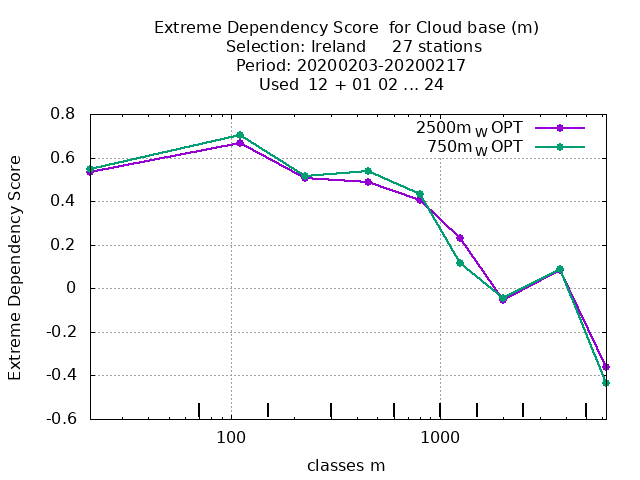 Extreme Dependency Score  for Cloud base (m)
Selection: Ireland     27 stations
Period: 20200203-20200217
Used  12 + 01 02 ... 24
2500m_W OPT
750m_W OPT
Extreme Dependency Score
0.8
0.6
0.4
0.2
0
-0.2
-0.4
-0.6
100 1000
classes m